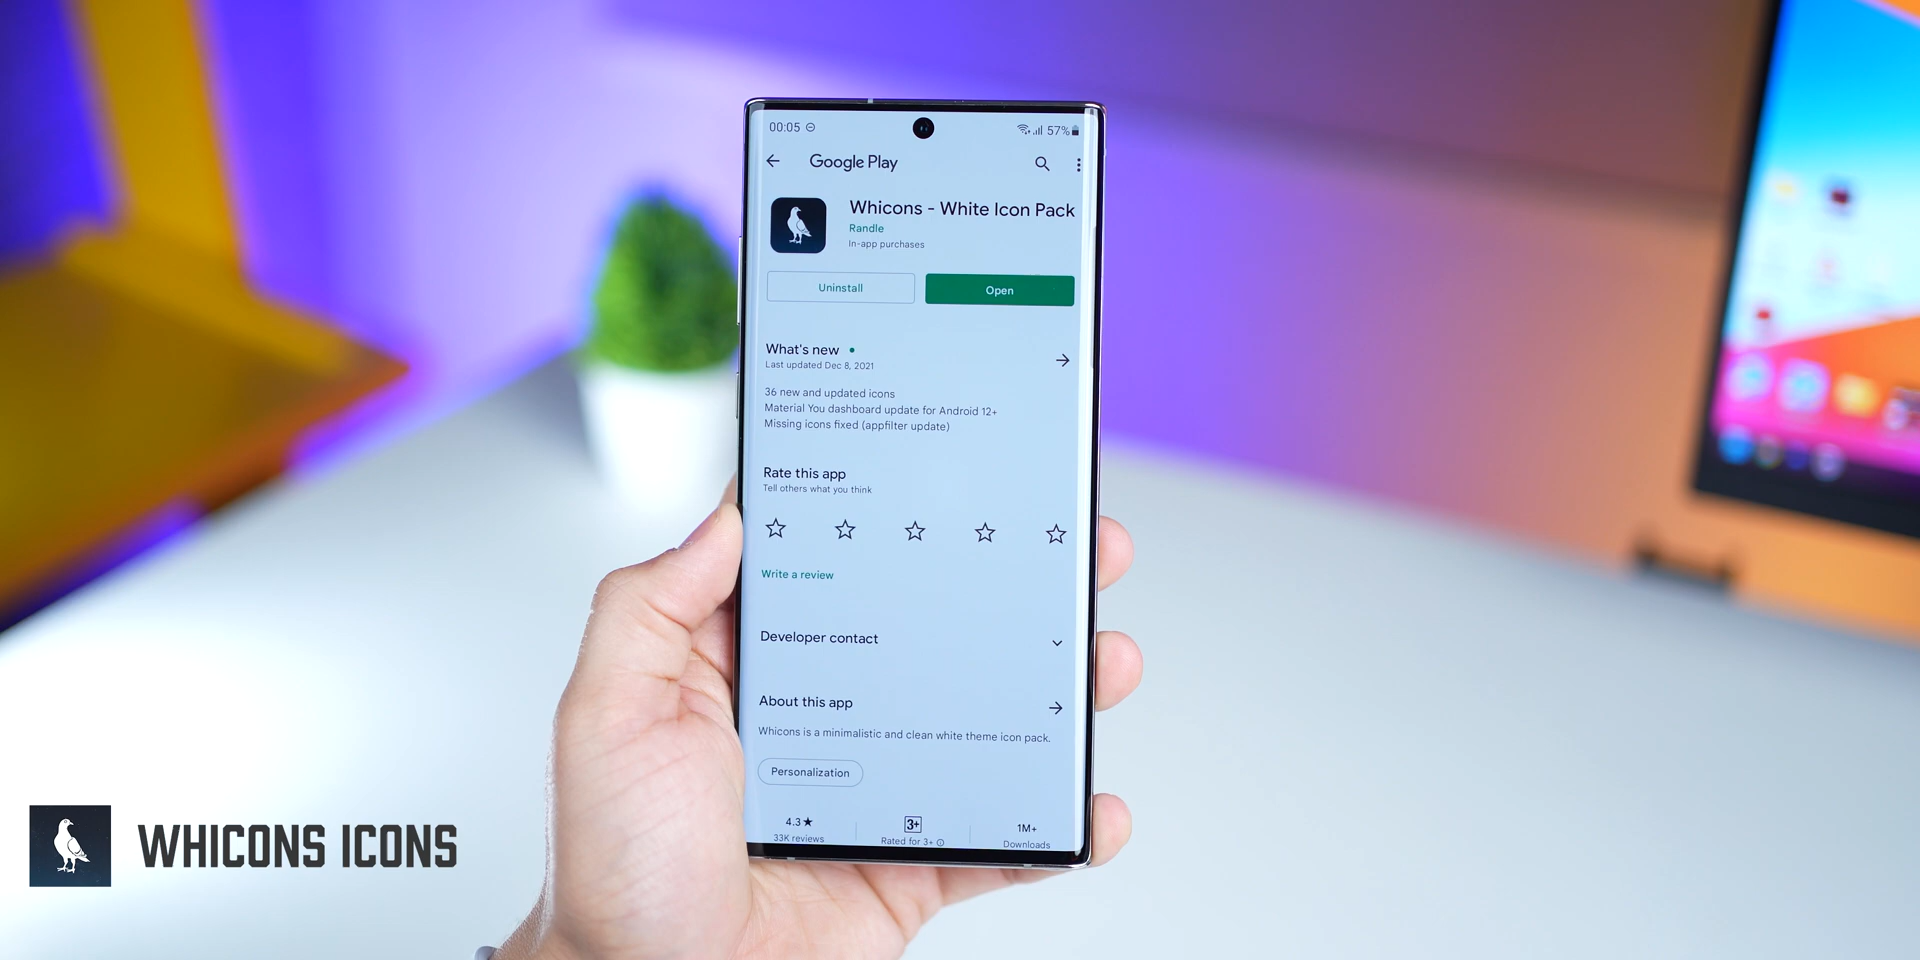 00:05
57%
Google Play
Whicons - White Icon Pack
Randle
In-app purchases
Uninstall
Open
What's new
Last updated Dec 8, 2021
36 new and updated icons
Material You dashboard update for Android 12+
Missing icons fixed (appfilter update)
Rate this app
Tell others what you think
Write a review
Developer contact
About this app
Whicons is a minimalistic and clean white theme icon pack.
Personalization
4.3★
33K reviews
3+
Rated for 3+
1M+
Downloads
WHICONS ICONS